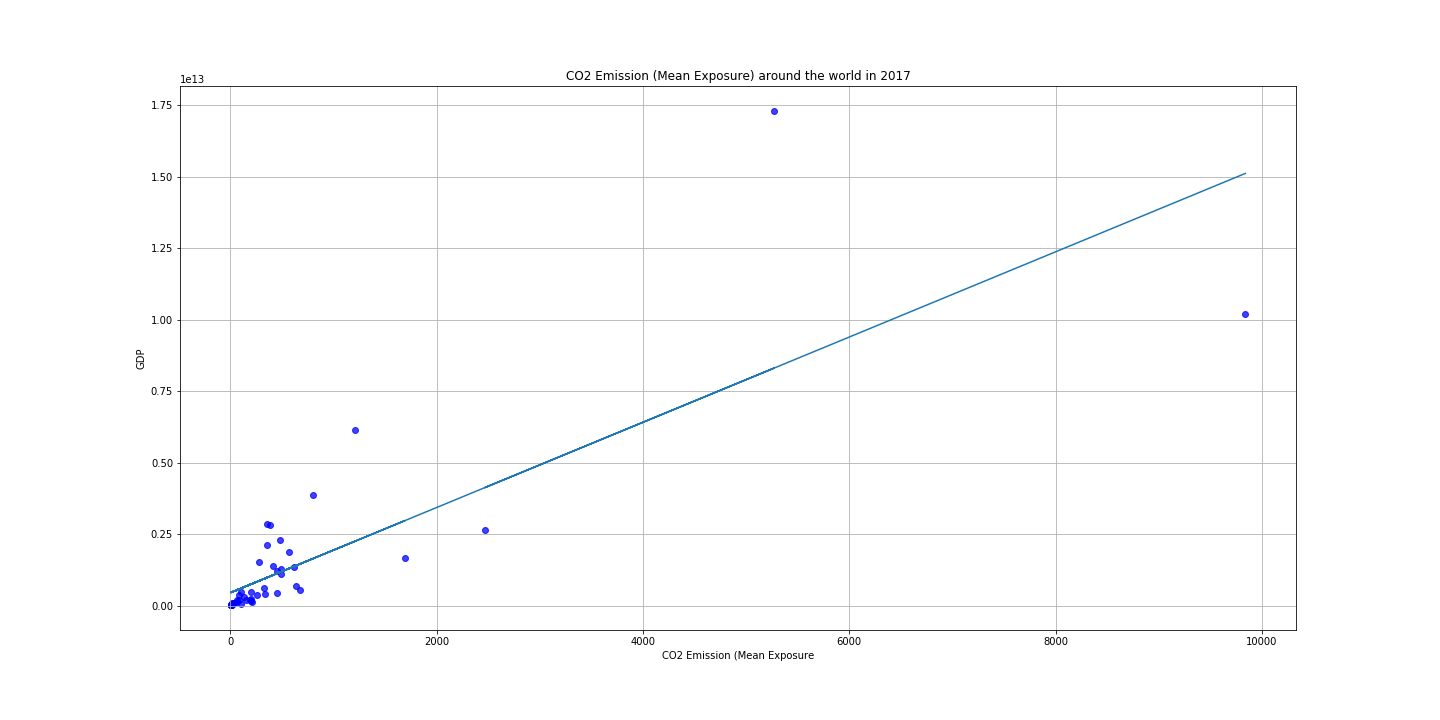 CO2 Emission (Mean Exposure) around the world in 2017
1e13
1.75
1.50
1.25
1.00
0.75
0.50
0.25
0.00
GDP
0 2000 4000 6000 8000 10000
CO2 Emission (Mean Exposure